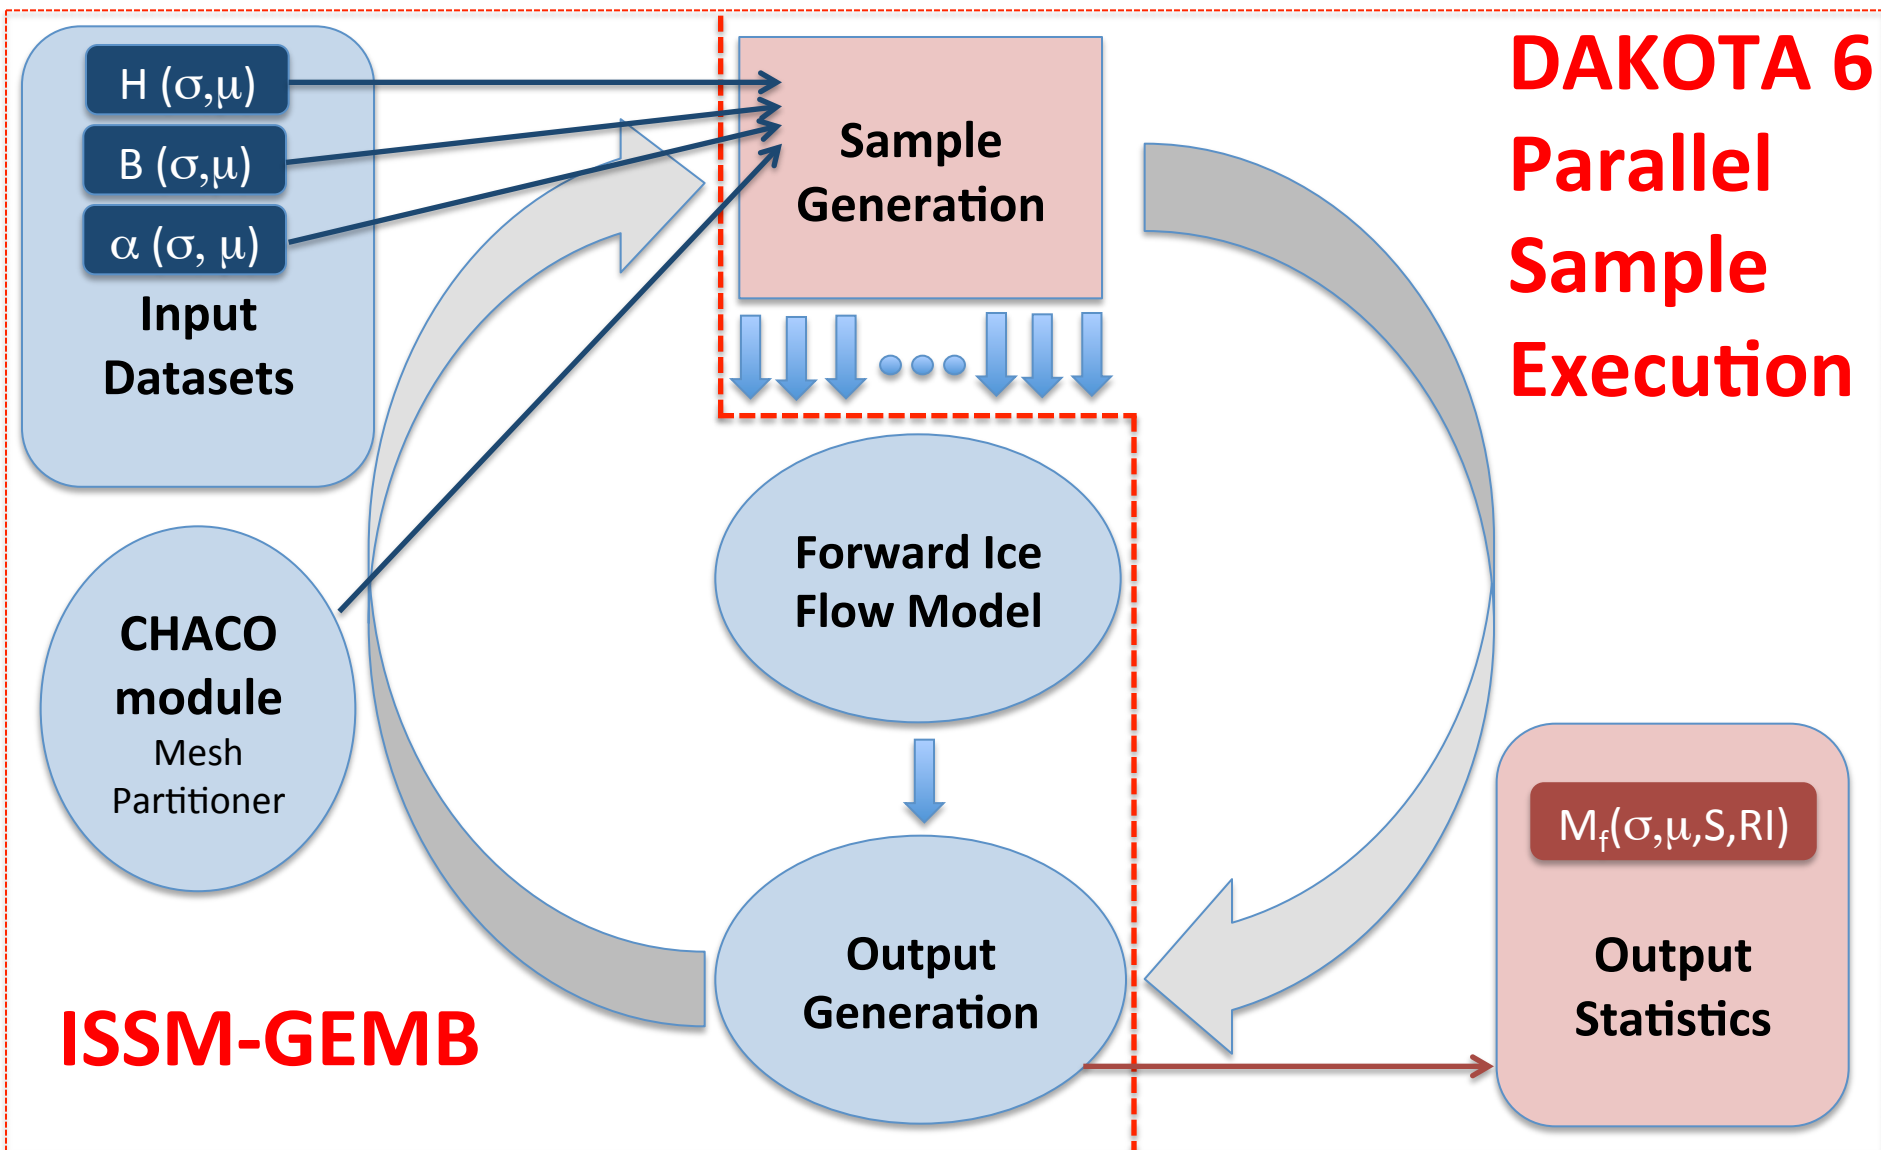 H (σ,μ)
B (σ,μ)
α (σ, μ)
Input
Datasets
CHACO
module
Mesh
Partitioner
ISSM-GEMB
Sample
Generation
Forward Ice
Flow Model
Output
Generation
DAKOTA 6
Parallel
Sample
Execution
Mf(σ,μ,S,RI)
Output
Statistics